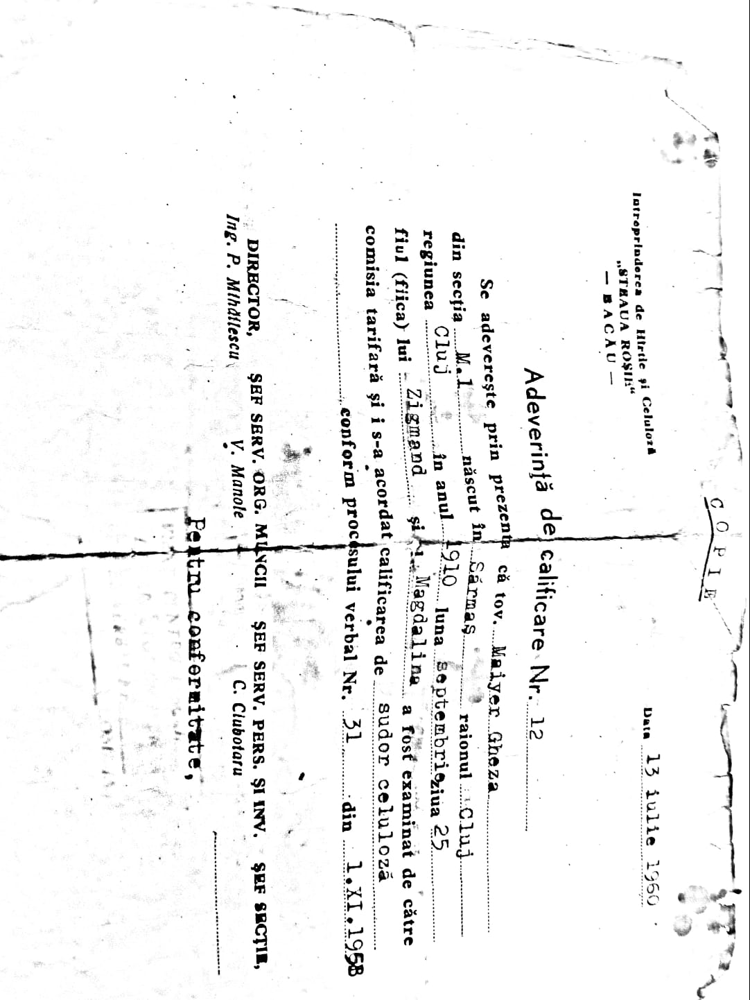 COPIE
Intreprinderea de Hîrtie și Celuloză
„STEAUA ROȘIE“
— BACĂU —
Data 13 iulie 1960
Adeverință de calificare Nr. 12
Se adeverește prin prezenta că tov. Maiyer Gheza
din secția M.1 născut în Sărmaș raionul Cluj
regiunea Cluj în anul 1910 luna septembrie ziua 25
fiul (fiica) lui Zigmand și Magdalina a fost examinat de către
comisia tarifară și i s-a acordat calificarea de sudor celuloză
conform procesului verbal Nr. 31 din 1.XI.1958
DIRECTOR, ȘEF SERV. ORG. MUNCII ȘEF SERV. PERS. ȘI INV. ȘEF SECȚIE,
Ing. P. Mihăilescu V. Manole C. Ciubotaru
Pentru conformitate,